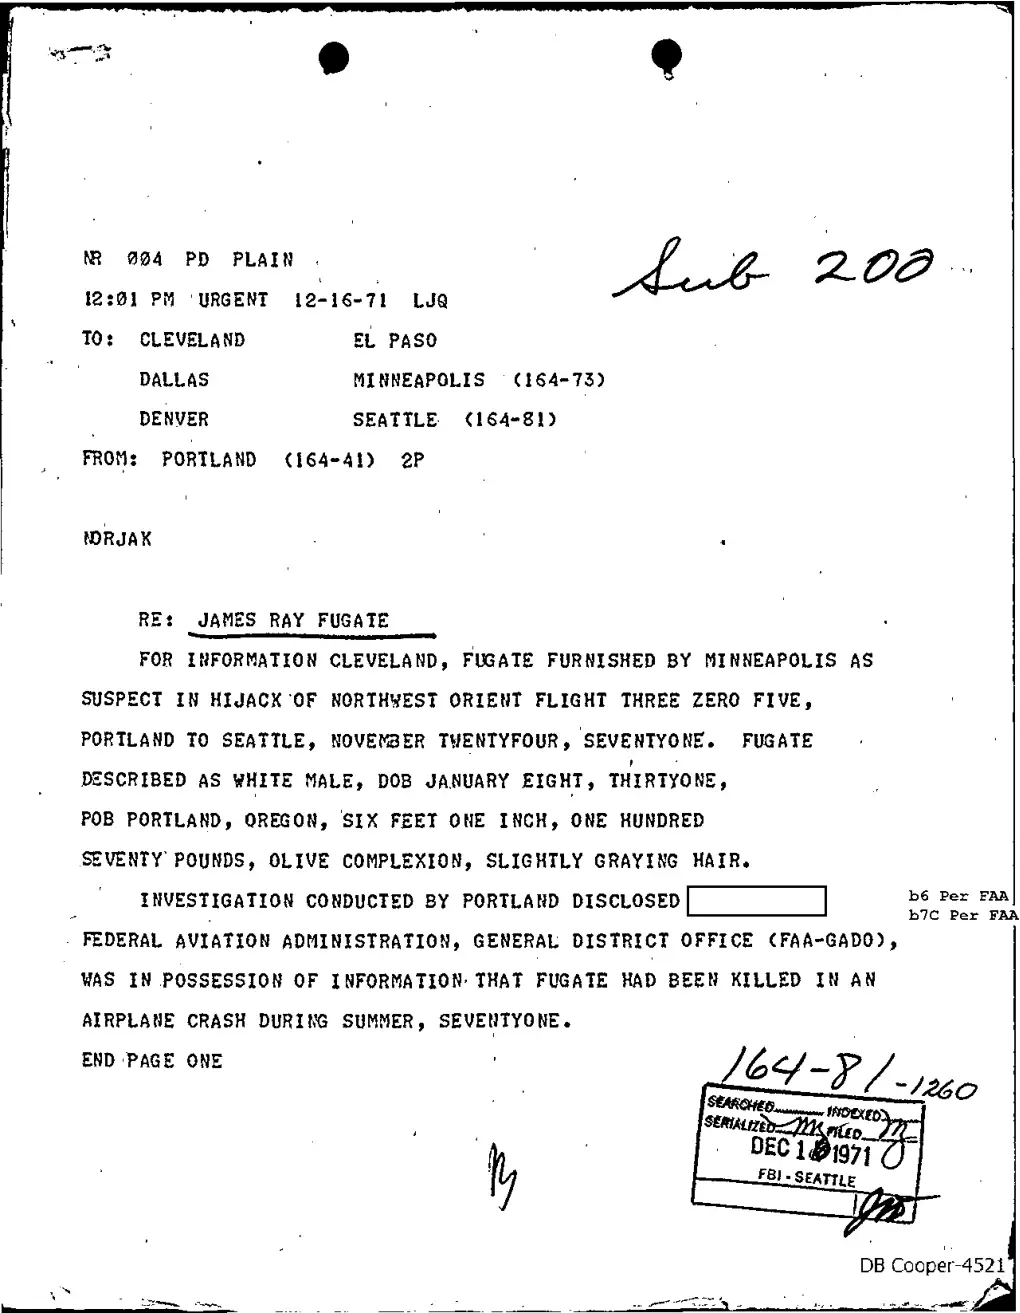 Sub 200
NR 004 PD PLAIN
12:01 PM URGENT 12-16-71 LJQ
TO: CLEVELAND EL PASO
DALLAS MINNEAPOLIS (164-73)
DENVER SEATTLE (164-81)
FROM: PORTLAND (164-41) 2P
NORJAK
RE: JAMES RAY FUGATE
FOR INFORMATION CLEVELAND, FUGATE FURNISHED BY MINNEAPOLIS AS
SUSPECT IN HIJACK OF NORTHWEST ORIENT FLIGHT THREE ZERO FIVE,
PORTLAND TO SEATTLE, NOVEMBER TWENTYFOUR, SEVENTYONE. FUGATE
DESCRIBED AS WHITE MALE, DOB JANUARY EIGHT, THIRTYONE,
POB PORTLAND, OREGON, SIX FEET ONE INCH, ONE HUNDRED
SEVENTY POUNDS, OLIVE COMPLEXION, SLIGHTLY GRAYING HAIR.
INVESTIGATION CONDUCTED BY PORTLAND DISCLOSED
b6 Per FAA
b7C Per FAA
FEDERAL AVIATION ADMINISTRATION, GENERAL DISTRICT OFFICE (FAA-GADO),
WAS IN POSSESSION OF INFORMATION THAT FUGATE HAD BEEN KILLED IN AN
AIRPLANE CRASH DURING SUMMER, SEVENTYONE.
END PAGE ONE
164-81-1260
SEARCHED INDEXED
SERIALIZED FILED
DEC 1 1971
FBI - SEATTLE
DB Cooper-4521